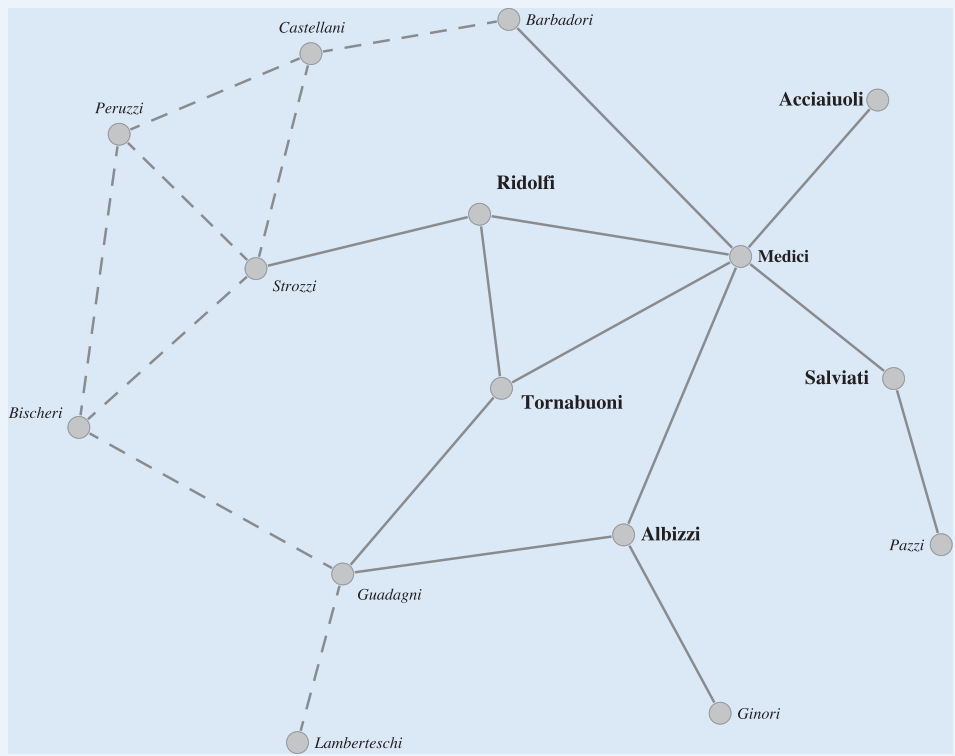 Barbadori
Castellani
Acciaiuoli
Peruzzi
Ridolfi
Medici
Strozzi
Salviati
Tornabuoni
Bischeri
Albizzi
Pazzi
Guadagni
Ginori
Lamberteschi